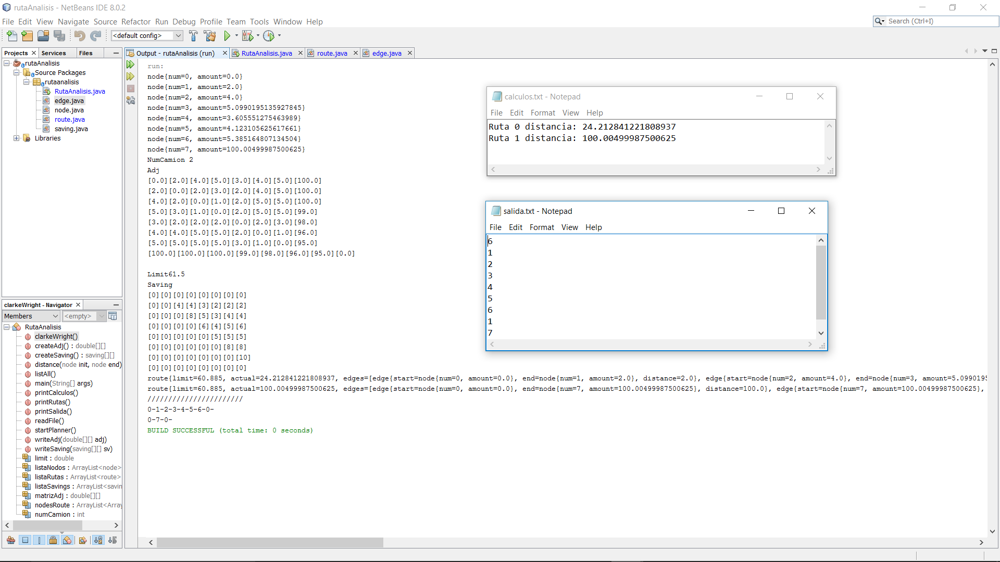 rutaAnalisis - NetBeans IDE 8.0.2
File Edit View Navigate Source Refactor Run Debug Profile Team Tools Window Help
Search (Ctrl+I)
<default config>
Projects Services Files
Output - rutaAnalisis (run) RutaAnalisis.java route.java edge.java
rutaAnalisis
Source Packages
rutaanalisis
RutaAnalisis.java
edge.java
node.java
route.java
saving.java
Libraries
clarkeWright - Navigator
Members <empty>
RutaAnalisis
clarkeWright()
createAdj() : double[][]
createSaving() : saving[][]
distance(node init, node end)
listAll()
main(String[] args)
printCalculos()
printRutas()
printSalida()
readFile()
startPlanner()
writeAdj(double[][] adj)
writeSaving(saving[][] sv)
limit : double
listaNodos : ArrayList<node>
listaRutas : ArrayList<route>
listaSavings : ArrayList<savin
matrizAdj : double[][]
nodesRoute : ArrayList<Array
numCamion : int
run:
node{num=0, amount=0.0}
node{num=1, amount=2.0}
node{num=2, amount=4.0}
node{num=3, amount=5.0990195135927845}
node{num=4, amount=3.605551275463989}
node{num=5, amount=4.123105625617661}
node{num=6, amount=5.385164807134504}
node{num=7, amount=100.00499987500625}
NumCamion 2
Adj
[0.0][2.0][4.0][5.0][3.0][4.0][5.0][100.0]
[2.0][0.0][2.0][3.0][2.0][4.0][5.0][100.0]
[4.0][2.0][0.0][1.0][2.0][5.0][5.0][100.0]
[5.0][3.0][1.0][0.0][2.0][5.0][5.0][99.0]
[3.0][2.0][2.0][2.0][0.0][2.0][3.0][98.0]
[4.0][4.0][5.0][5.0][2.0][0.0][1.0][96.0]
[5.0][5.0][5.0][5.0][3.0][1.0][0.0][95.0]
[100.0][100.0][100.0][99.0][98.0][96.0][95.0][0.0]
Limit61.5
Saving
[0][0][0][0][0][0][0][0]
[0][0][4][4][3][2][2][2]
[0][0][0][8][5][3][4][4]
[0][0][0][0][6][4][5][6]
[0][0][0][0][0][5][5][5]
[0][0][0][0][0][0][8][8]
[0][0][0][0][0][0][0][10]
[0][0][0][0][0][0][0][0]
route{limit=60.885, actual=24.212841221808937, edges=[edge{start=node{num=0, amount=0.0}, end=node{num=1, amount=2.0}, distance=2.0}, edge{start=node{num=2, amount=4.0}, end=node{num=3, amount=5.0990195
route{limit=60.885, actual=100.00499987500625, edges=[edge{start=node{num=0, amount=0.0}, end=node{num=7, amount=100.00499987500625}, distance=100.0}, edge{start=node{num=7, amount=100.00499987500625},
///////////////////////
0-1-2-3-4-5-6-0-
0-7-0-
BUILD SUCCESSFUL (total time: 0 seconds)
calculos.txt - Notepad
File Edit Format View Help
Ruta 0 distancia: 24.212841221808937
Ruta 1 distancia: 100.00499987500625
salida.txt - Notepad
File Edit Format View Help
6
1
2
3
4
5
6
1
7